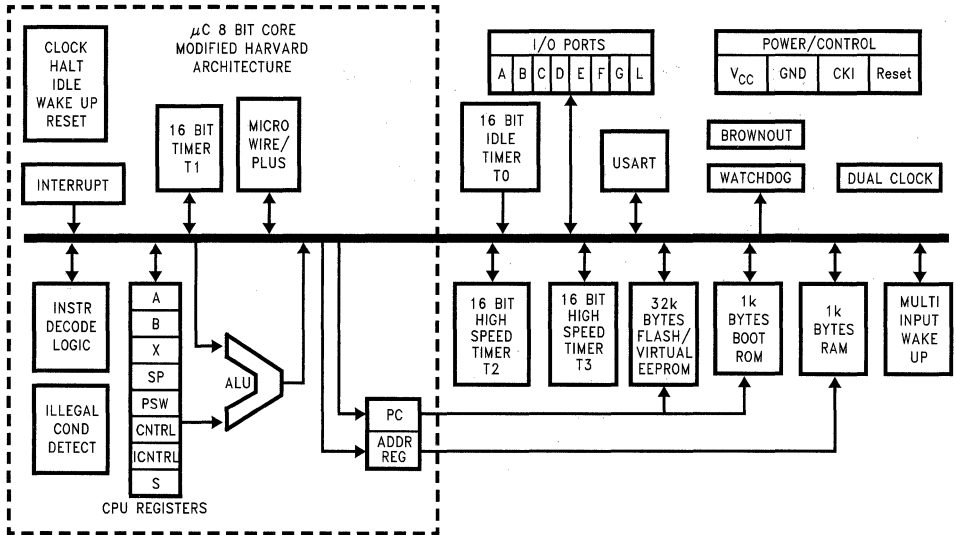 μC 8 BIT CORE
MODIFIED HARVARD
ARCHITECTURE
CLOCK
HALT
IDLE
WAKE UP
RESET
INTERRUPT
16 BIT
TIMER
T1
MICRO
WIRE/
PLUS
I/O PORTS
A B C D E F G L
POWER/CONTROL
VCC GND CKI Reset
16 BIT
IDLE
TIMER
T0
USART
BROWNOUT
WATCHDOG
DUAL CLOCK
INSTR
DECODE
LOGIC
ILLEGAL
COND
DETECT
A
B
X
SP
PSW
CNTRL
ICNTRL
S
CPU REGISTERS
ALU
PC
ADDR
REG
16 BIT
HIGH
SPEED
TIMER
T2
16 BIT
HIGH
SPEED
TIMER
T3
32k
BYTES
FLASH/
VIRTUAL
EEPROM
1k
BYTES
BOOT
ROM
1k
BYTES
RAM
MULTI
INPUT
WAKE
UP